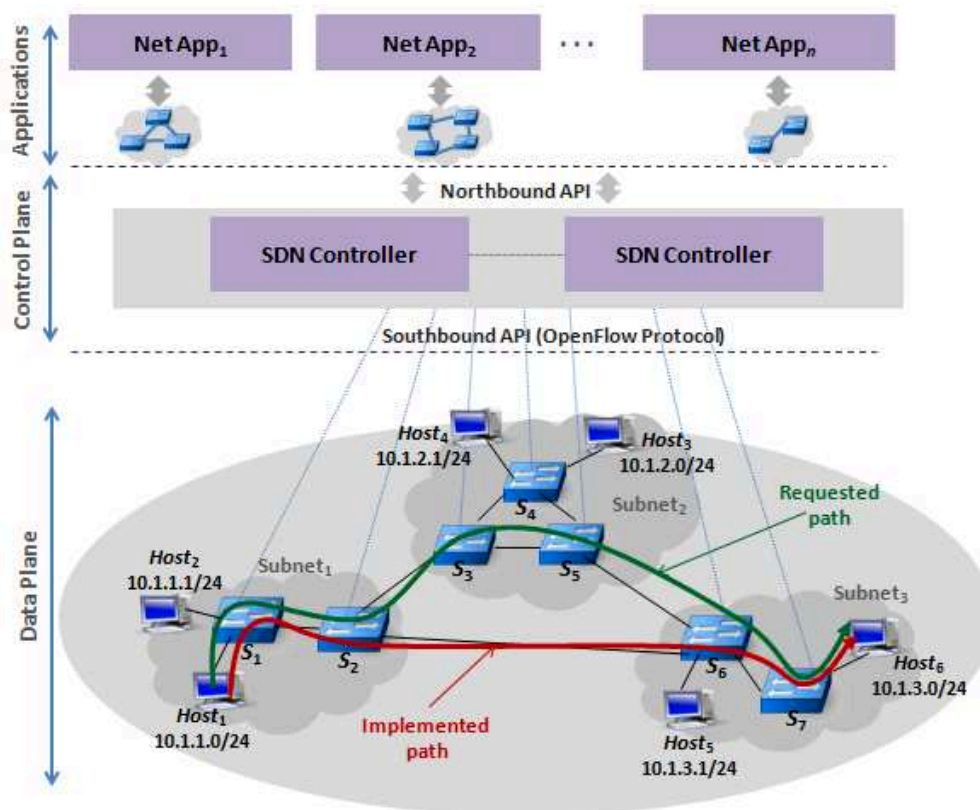 Applications
Net App1
Net App2
...
Net Appn
Control Plane
Northbound API
SDN Controller
SDN Controller
Southbound API (OpenFlow Protocol)
Data Plane
Host4
10.1.2.1/24
Host3
10.1.2.0/24
S4
Subnet2
Requested
path
S3
S5
Host2
10.1.1.1/24
Subnet1
S1
S2
Subnet3
S6
S7
Host6
10.1.3.0/24
Host1
10.1.1.0/24
Implemented
path
Host5
10.1.3.1/24